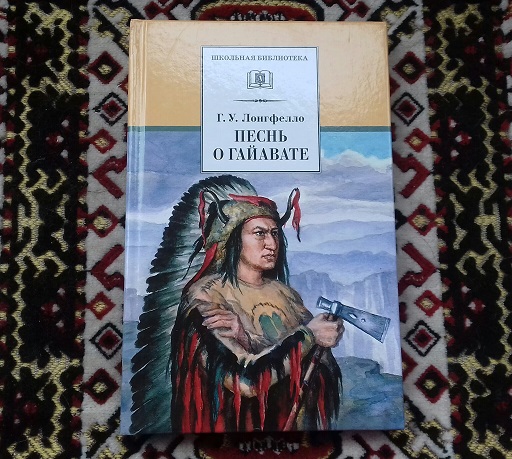 ШКОЛЬНАЯ БИБЛИОТЕКА
Г. У. Лонгфелло
ПЕСНЬ
О ГАЙАВАТЕ